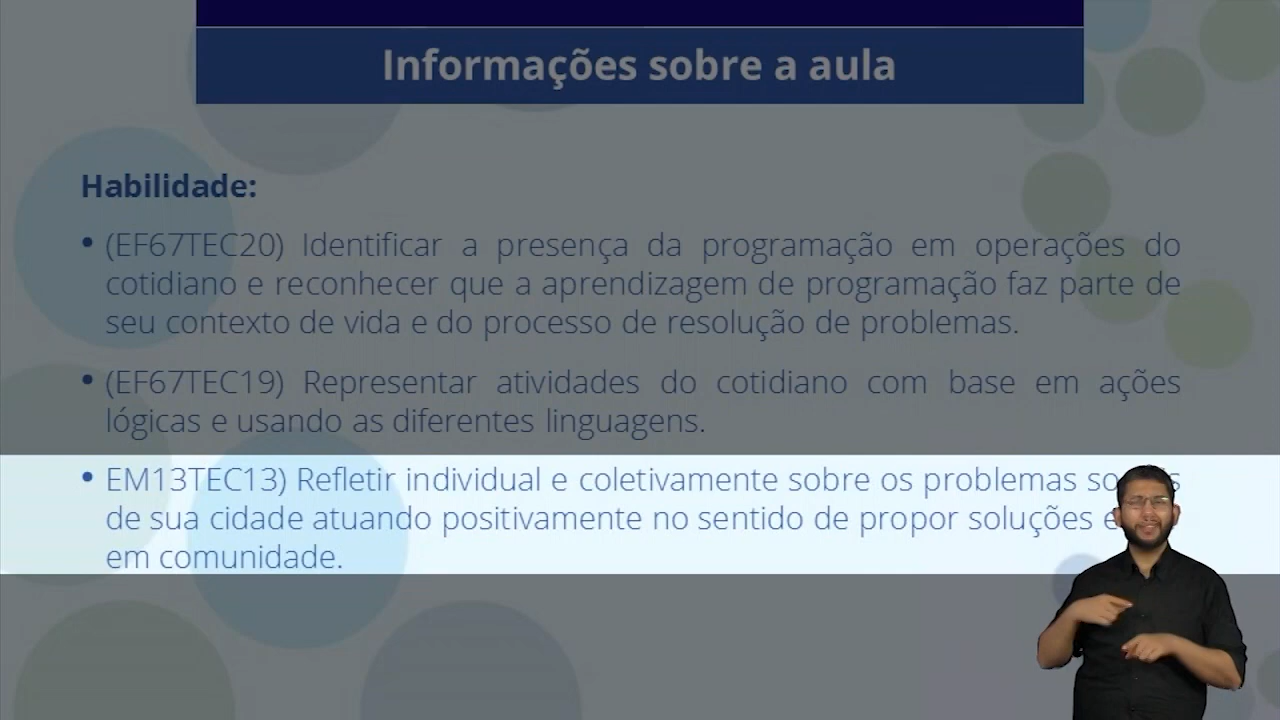 Informações sobre a aula
Habilidade:
• (EF67TEC20) Identificar a presença da programação em operações do
cotidiano e reconhecer que a aprendizagem de programação faz parte de
seu contexto de vida e do processo de resolução de problemas.
• (EF67TEC19) Representar atividades do cotidiano com base em ações
lógicas e usando as diferentes linguagens.
• EM13TEC13) Refletir individual e coletivamente sobre os problemas
de sua cidade atuando positivamente no sentido de propor soluções
em comunidade.